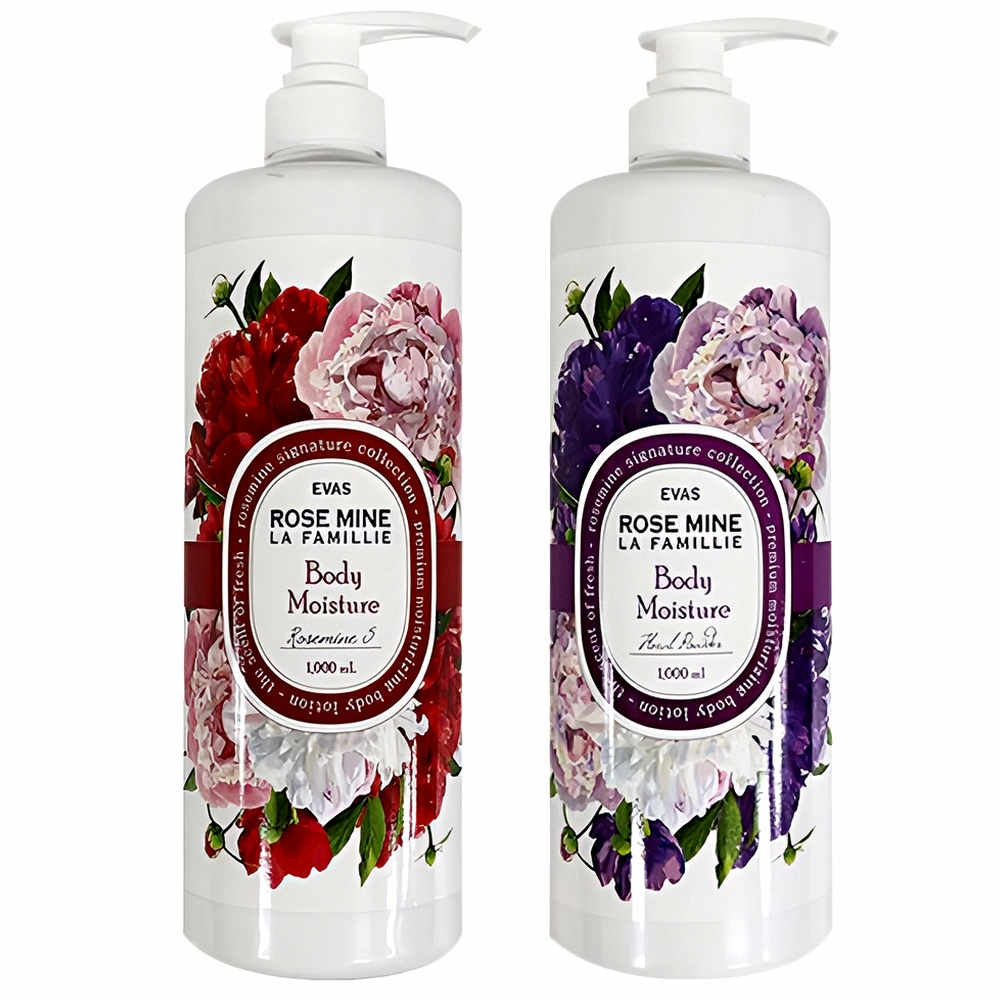 rosemine signature collection - premium moisturizing body lotion - the scent of fresh -
EVAS
ROSE MINE
LA FAMILLIE
Body
Moisture
Rosemine S
1,000 mL
rosemine signature collection - premium moisturizing body lotion - the scent of fresh -
EVAS
ROSE MINE
LA FAMILLIE
Body
Moisture
1,000 ml